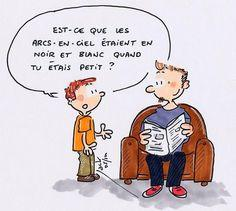 EST-CE QUE LES
ARCS-EN-CIEL ÉTAIENT EN
NOIR ET BLANC QUAND
TU ÉTAIS PETIT ?